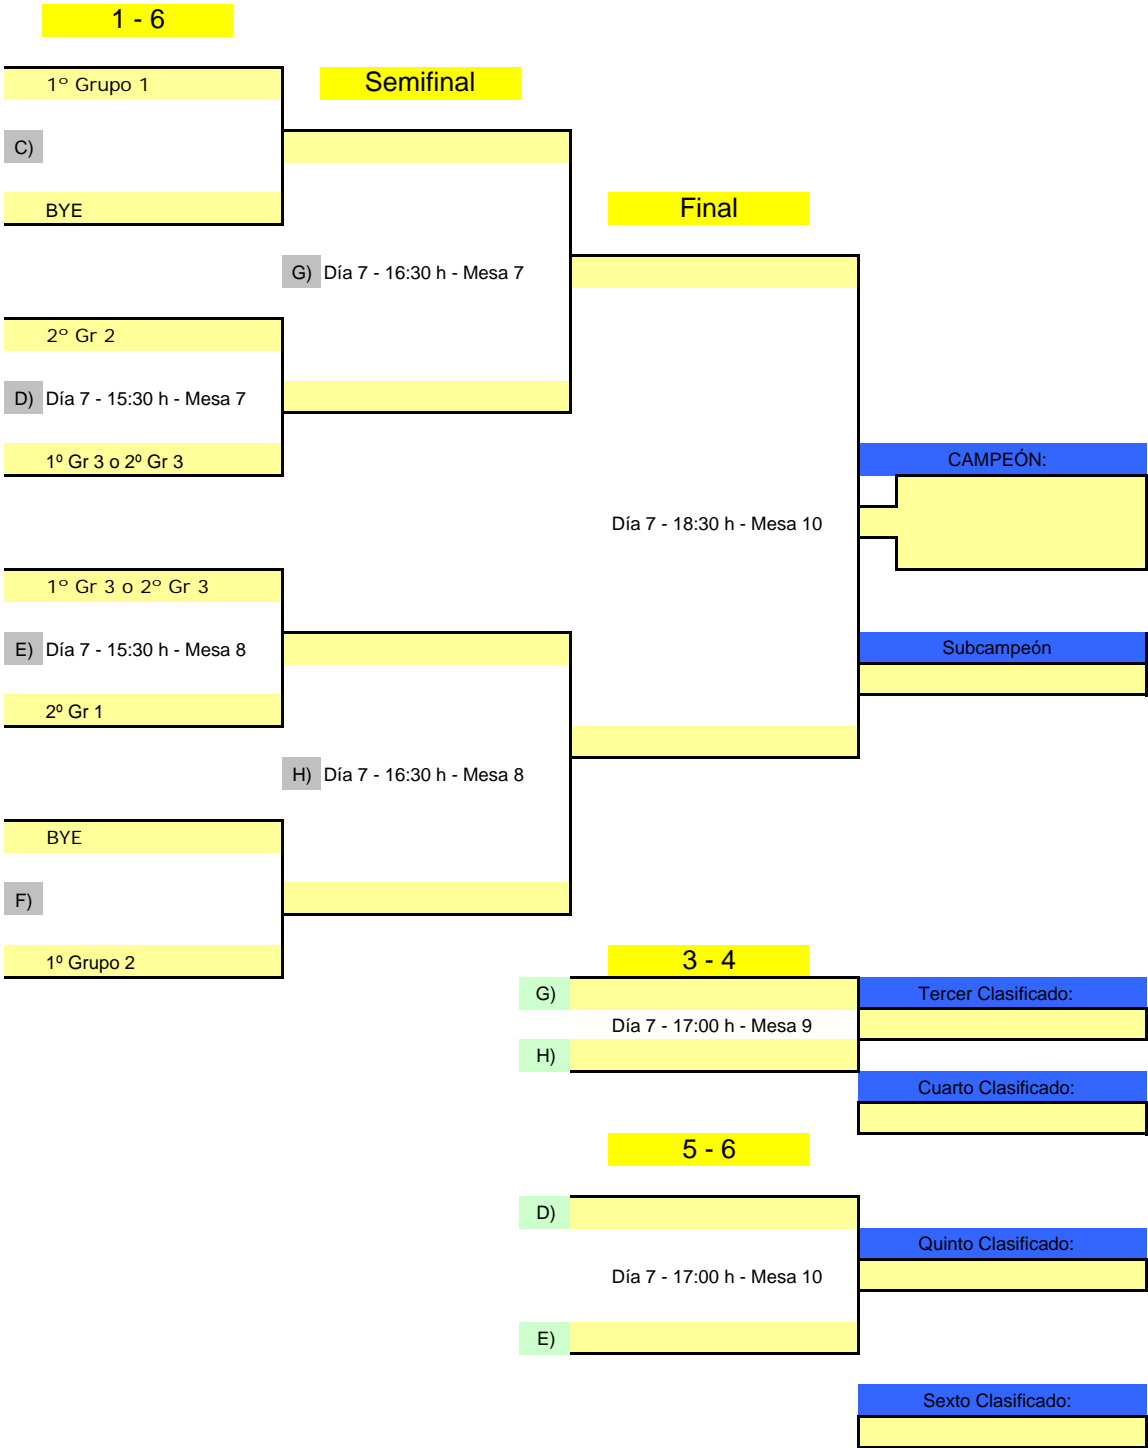 1 - 6
1º Grupo 1
Semifinal
C)
BYE
Final
G) Día 7 - 16:30 h - Mesa 7
2º Gr 2
D) Día 7 - 15:30 h - Mesa 7
1º Gr 3 o 2º Gr 3
CAMPEÓN:
Día 7 - 18:30 h - Mesa 10
1º Gr 3 o 2º Gr 3
E) Día 7 - 15:30 h - Mesa 8
Subcampeón
2º Gr 1
H) Día 7 - 16:30 h - Mesa 8
BYE
F)
1º Grupo 2
3 - 4
G)
Tercer Clasificado:
Día 7 - 17:00 h - Mesa 9
H)
Cuarto Clasificado:
5 - 6
D)
Quinto Clasificado:
Día 7 - 17:00 h - Mesa 10
E)
Sexto Clasificado: